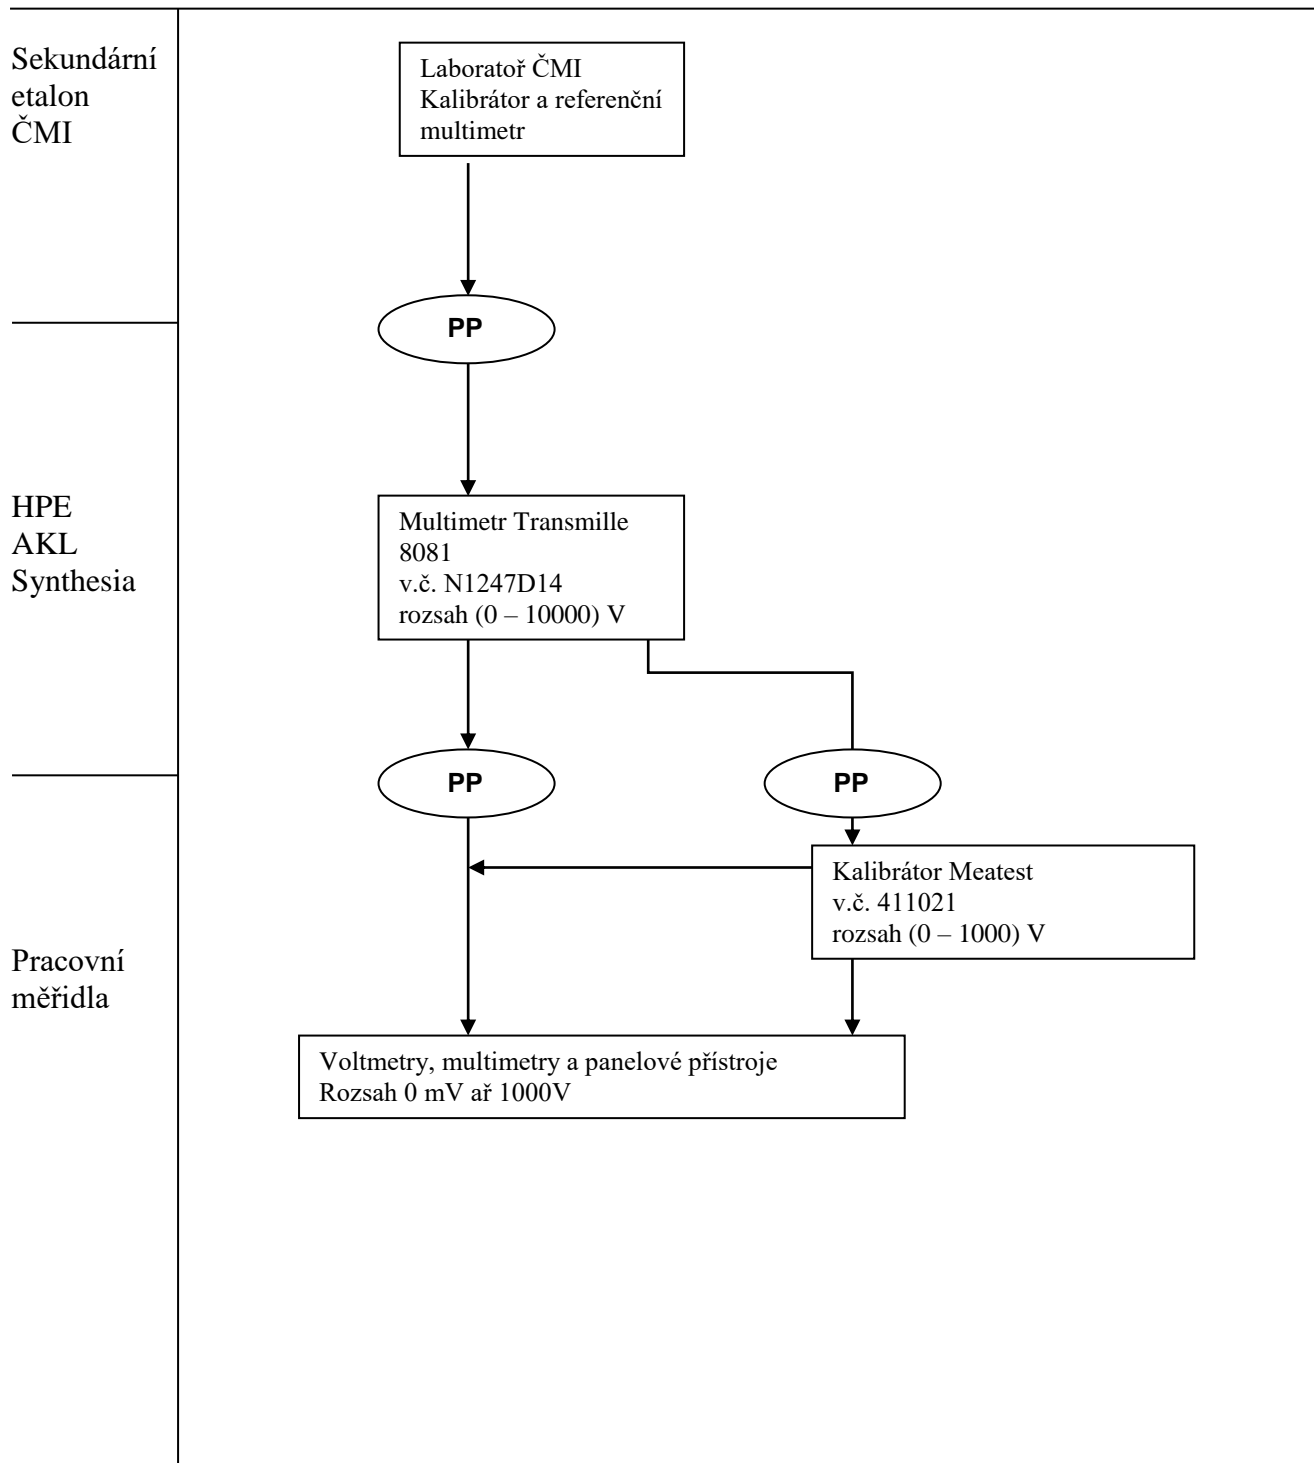 Sekundární
etalon
ČMI
Laboratoř ČMI
Kalibrátor a referenční
multimetr
PP
HPE
AKL
Synthesia
Multimetr Transmille
8081
v.č. N1247D14
rozsah (0 – 10000) V
PP
PP
Kalibrátor Meatest
v.č. 411021
rozsah (0 – 1000) V
Pracovní
měřidla
Voltmetry, multimetry a panelové přístroje
Rozsah 0 mV ař 1000V